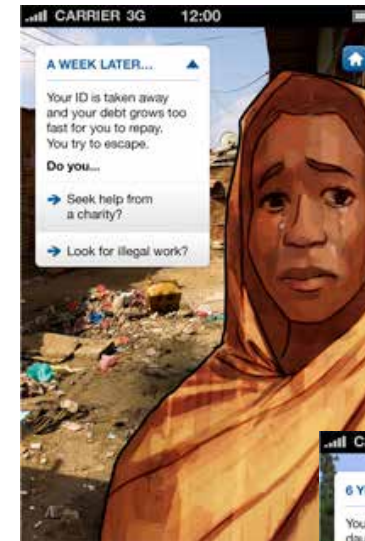 CARRIER 3G 12:00
A WEEK LATER...
Your ID is taken away
and your debt grows too
fast for you to repay.
You try to escape.
Do you...
Seek help from
a charity?
Look for illegal work?
6 Y
You